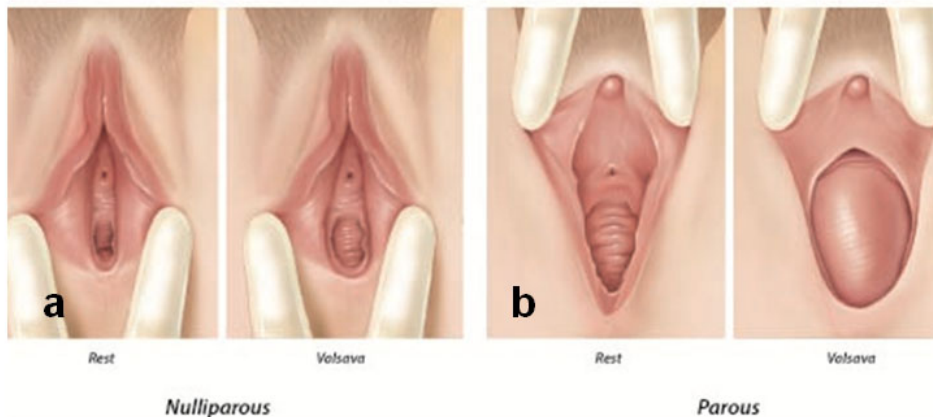 a
b
Rest
Valsava
Rest
Valsava
Nulliparous
Parous